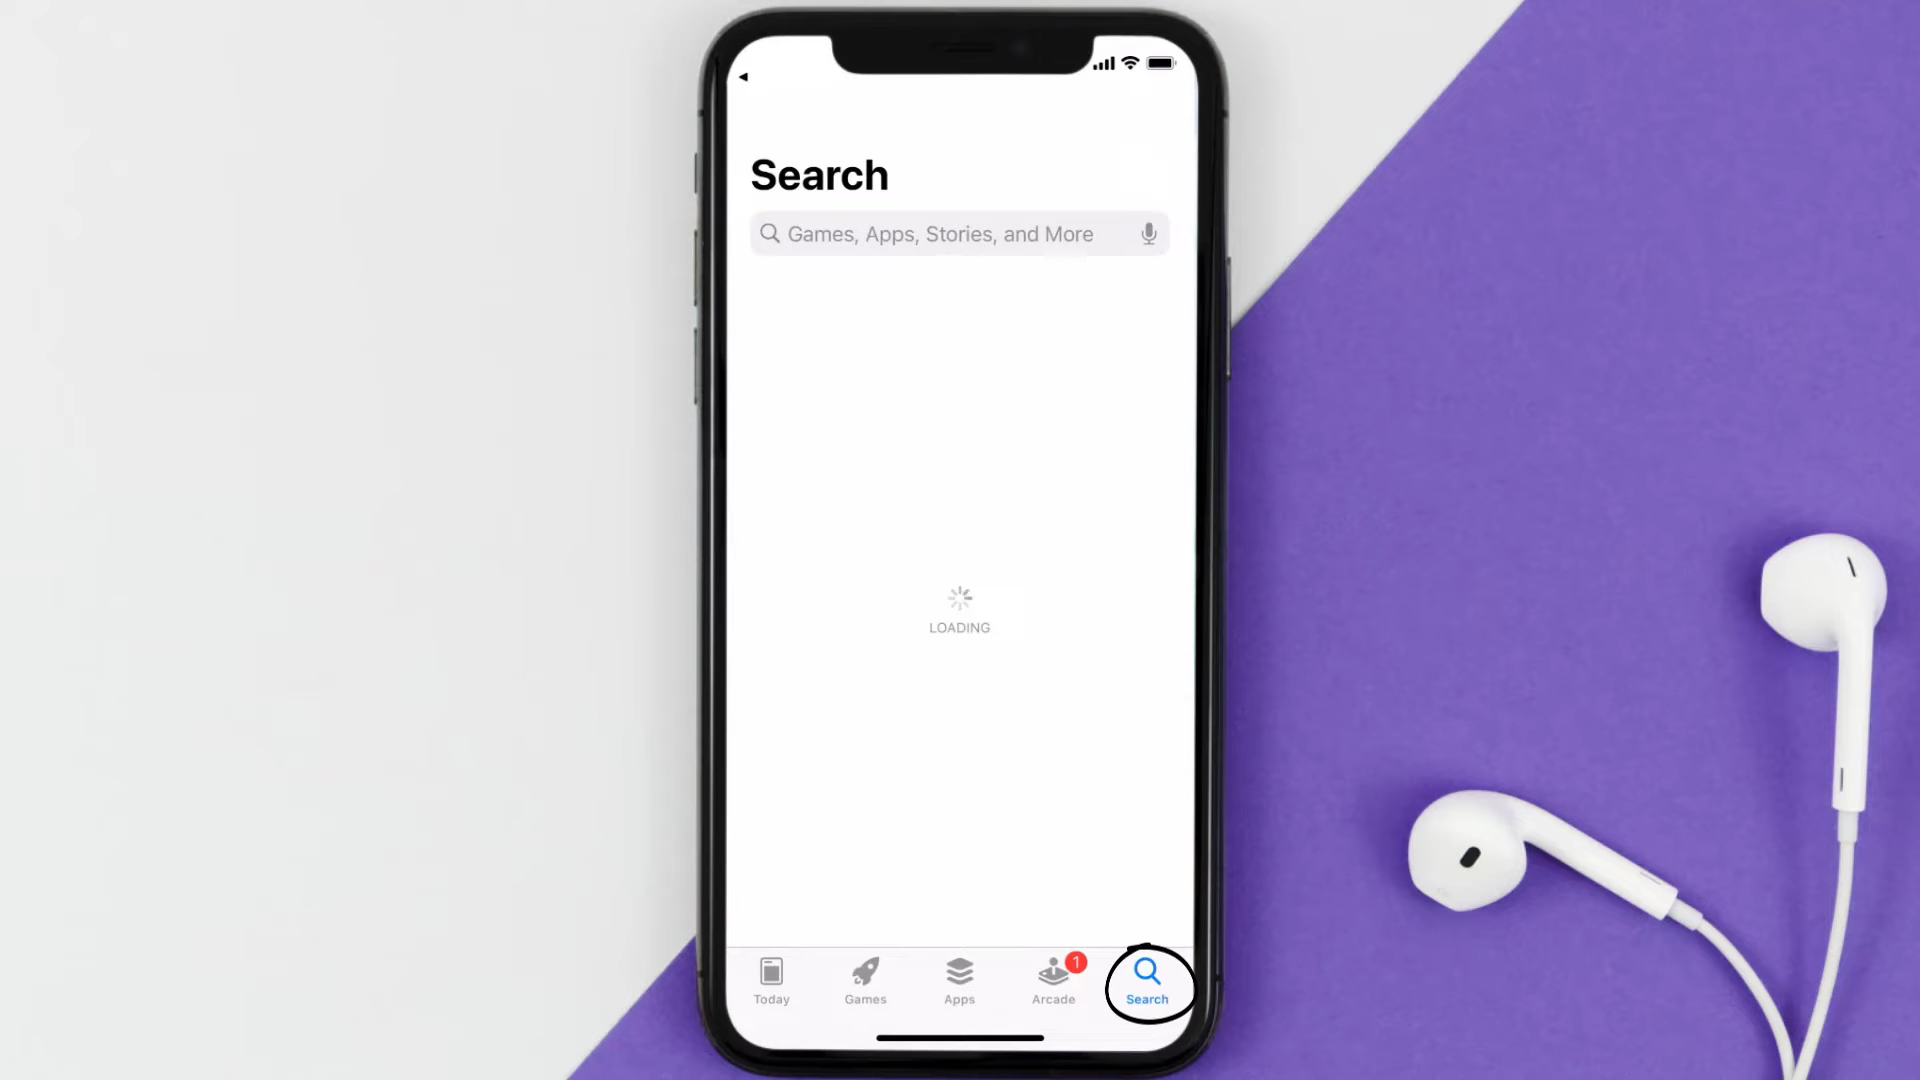 Search
Games, Apps, Stories, and More
LOADING
1
Today
Games
Apps
Arcade
Search